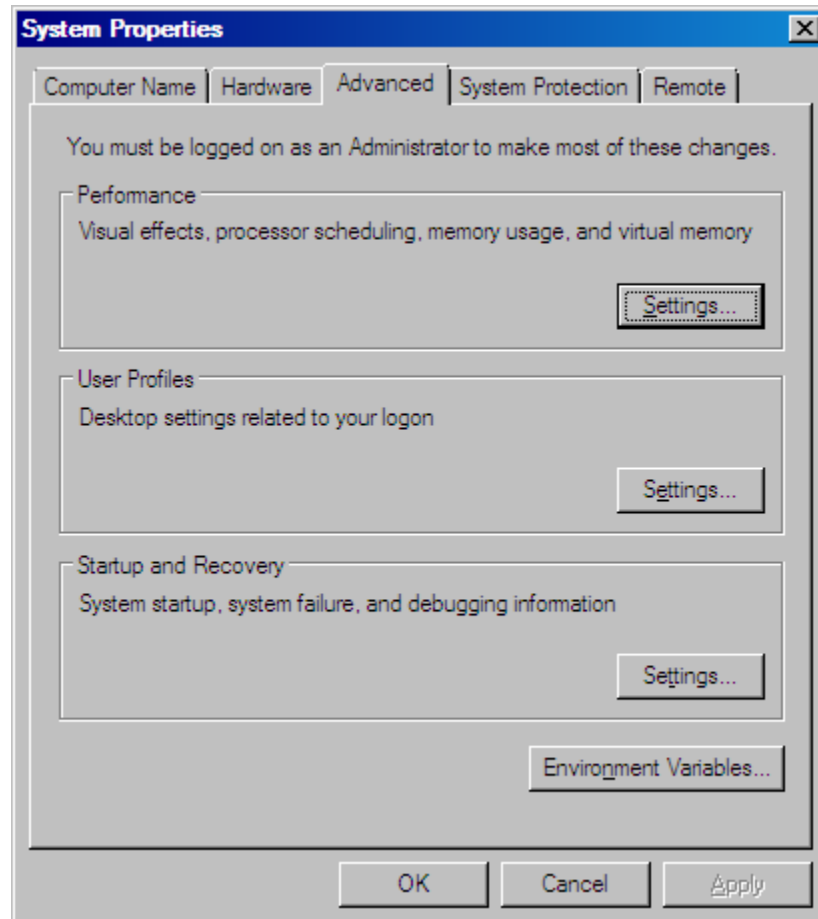 System Properties
Computer Name Hardware Advanced System Protection Remote
You must be logged on as an Administrator to make most of these changes.
Performance
Visual effects, processor scheduling, memory usage, and virtual memory
Settings...
User Profiles
Desktop settings related to your logon
Settings...
Startup and Recovery
System startup, system failure, and debugging information
Settings...
Environment Variables...
OK Cancel Apply